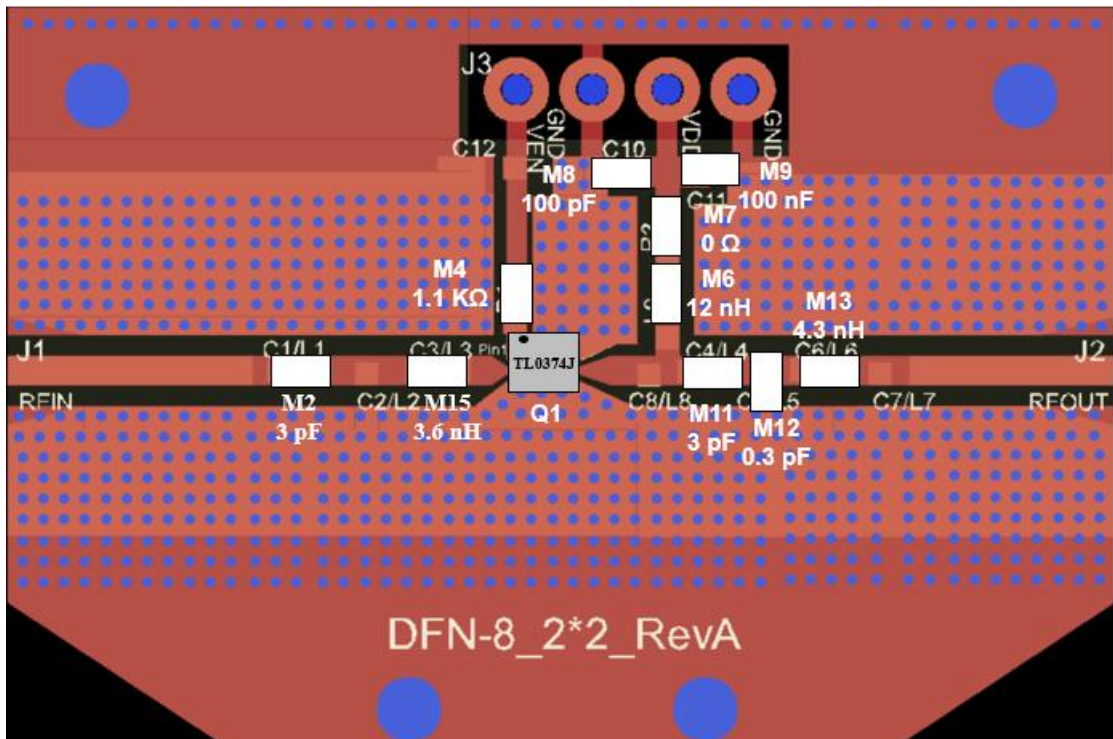 J3
VEN
GND
GND
C12
C10
C11
M8
100 pF
M9
100 nF
M7
0 Ω
M4
1.1 KΩ
M6
12 nH
M13
4.3 nH
J1
C1/L1
C3/L3
Pin1
TL0374J
C4/L4
C6/L6
J2
RFIN
M2
3 pF
C2/L2
M15
3.6 nH
Q1
C8/L8
M11
3 pF
M12
0.3 pF
C7/L7
RFOUT
DFN-8_2*2_RevA